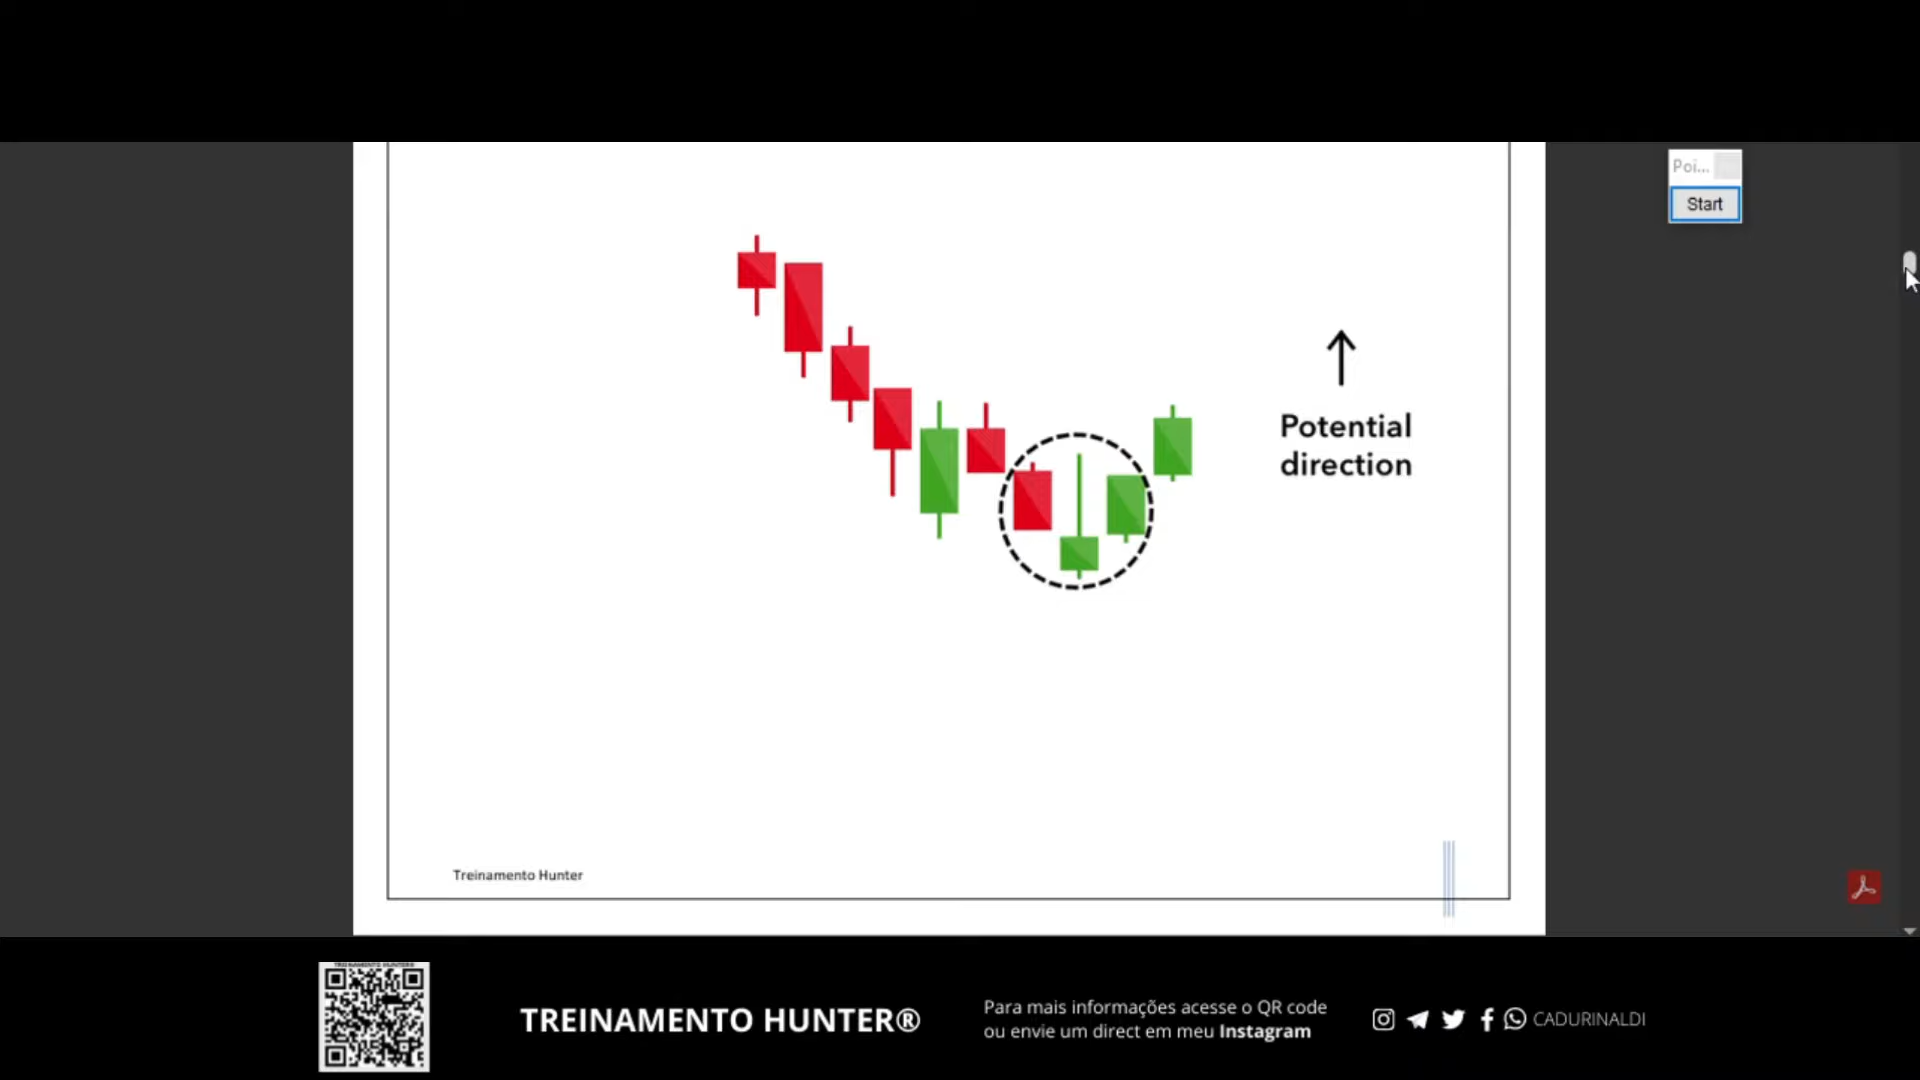 Poi...
Start
Potential
direction
Treinamento Hunter
TREINAMENTO HUNTER®
Para mais informações acesse o QR code
ou envie um direct em meu Instagram
CADURINALDI